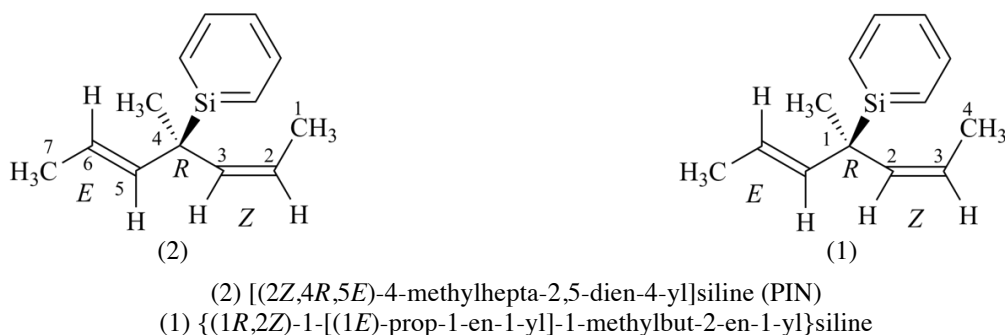 H
H₃C
Si
1
CH₃
7
H₃C
6
E
5
H
4
R
3
2
H
Z
H
(2)
H
H₃C
Si
4
CH₃
H₃C
E
H
1
R
2
3
H
Z
H
(1)
(2) [(2Z,4R,5E)-4-methylhepta-2,5-dien-4-yl]siline (PIN)
(1) {(1R,2Z)-1-[(1E)-prop-1-en-1-yl]-1-methylbut-2-en-1-yl}siline